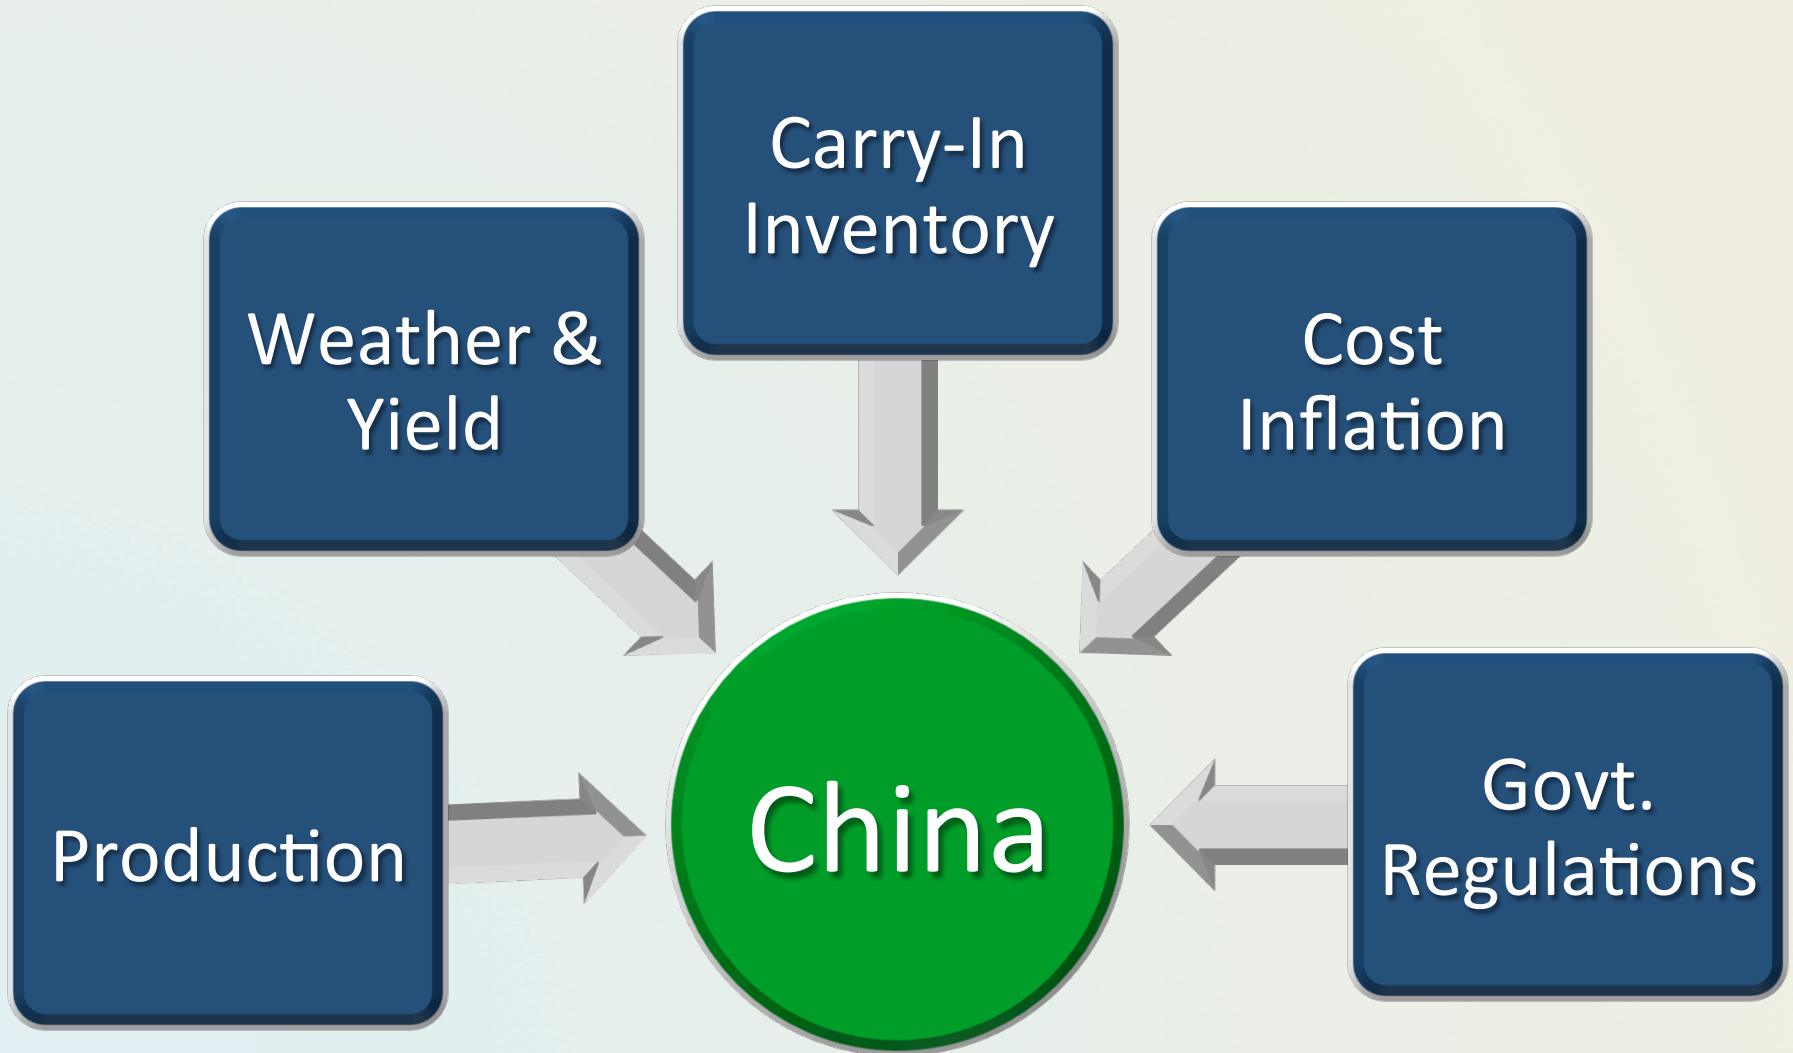 Carry-In
Inventory
Weather &
Yield
Cost
Inflation
Production
China
Govt.
Regulations